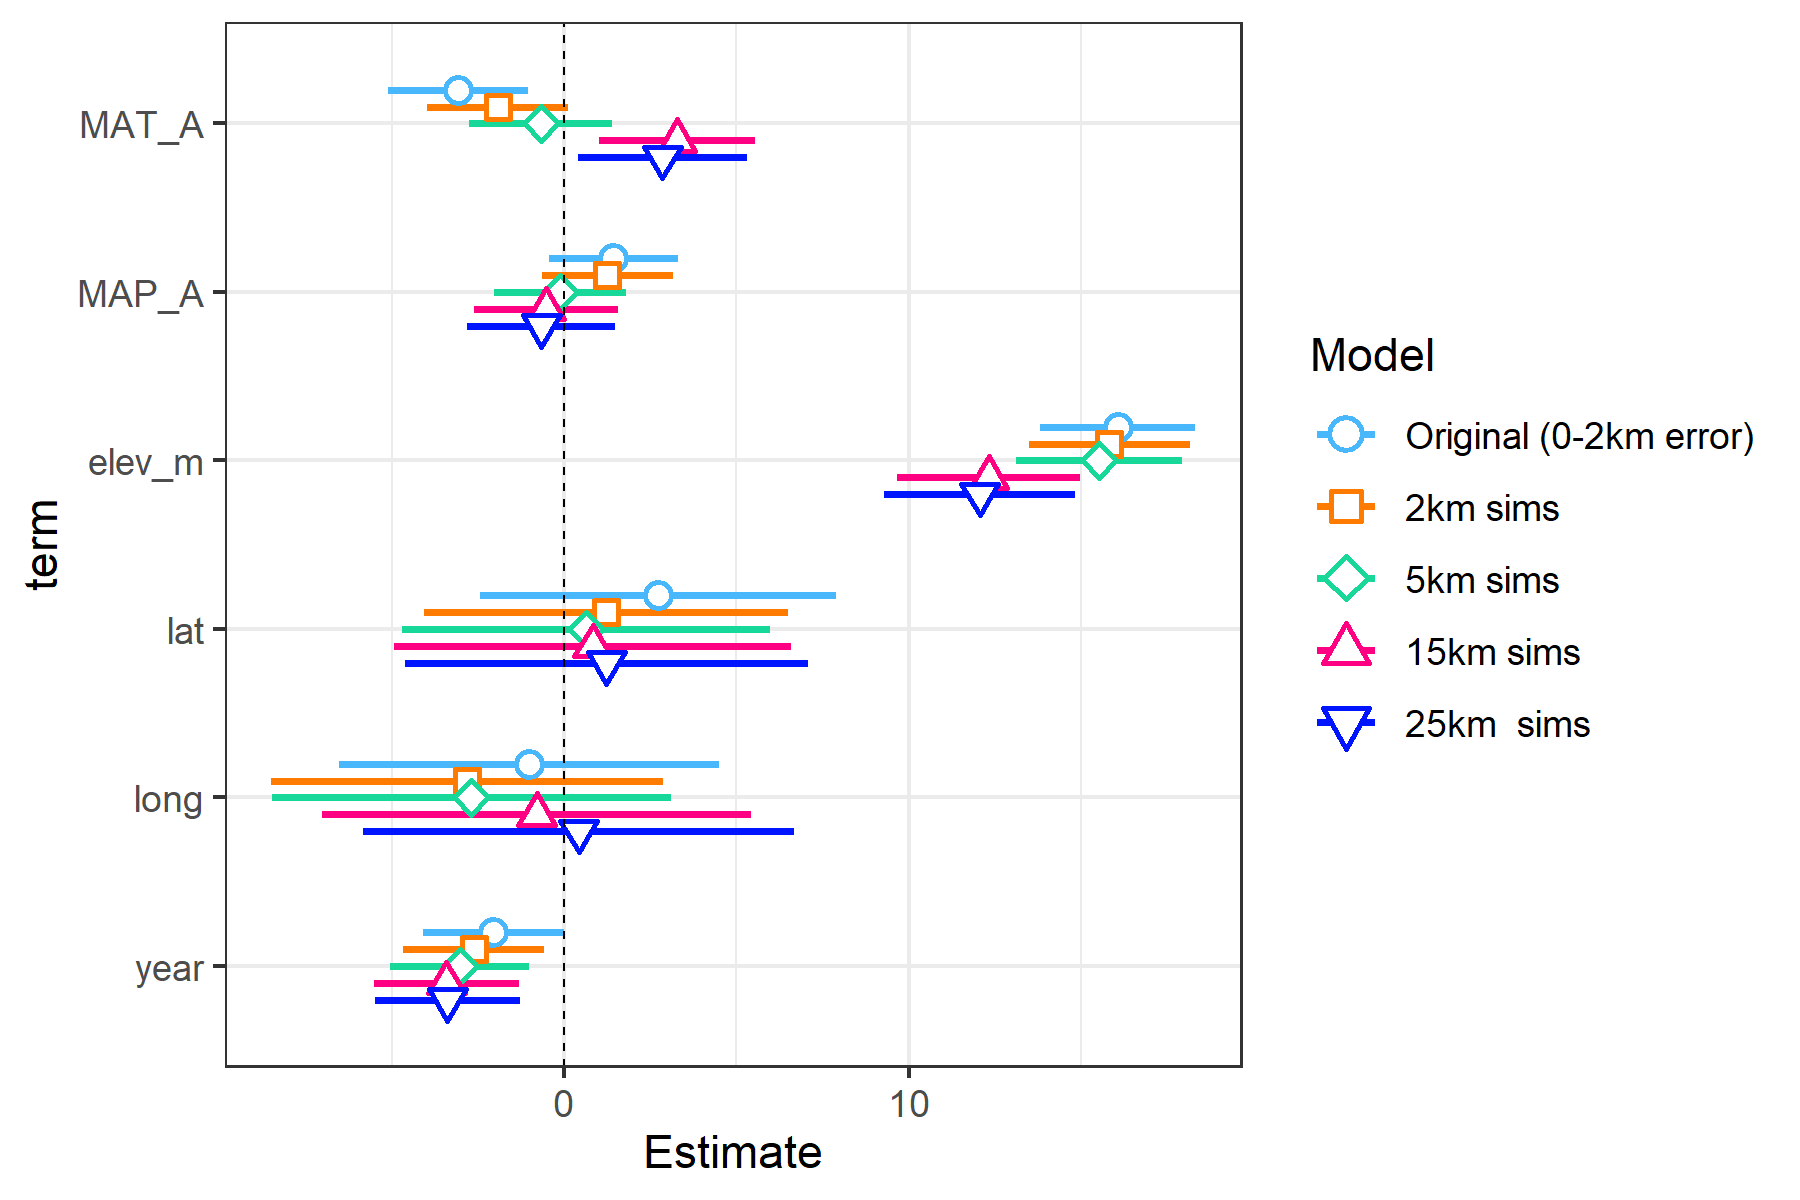 MAT_A
MAP_A
elev_m
lat
long
year
term
0
10
Estimate
Model
Original (0-2km error)
2km sims
5km sims
15km sims
25km  sims